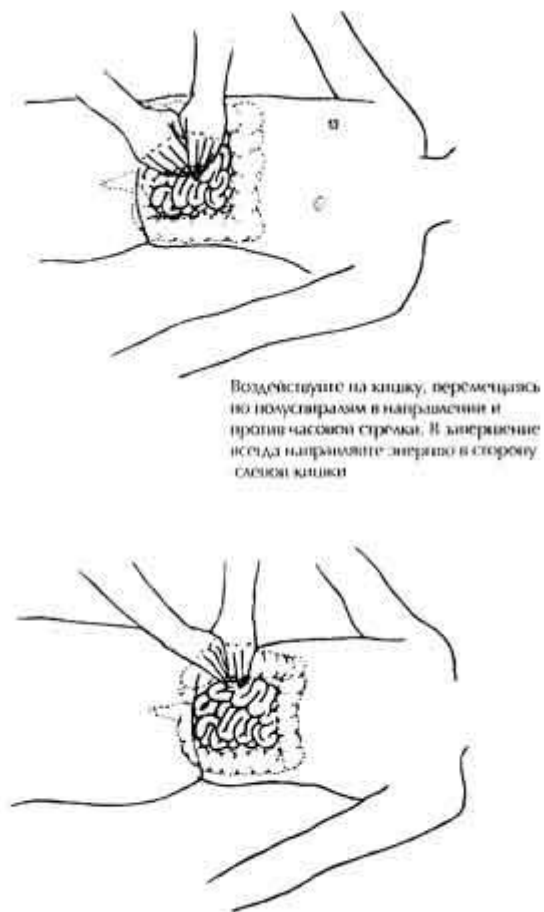 Воздействуйте на кишку, перемещаясь
по полуспиралям в направлении и
против часовой стрелки. В завершение
всегда направляйте энергию в сторону
слепой кишки